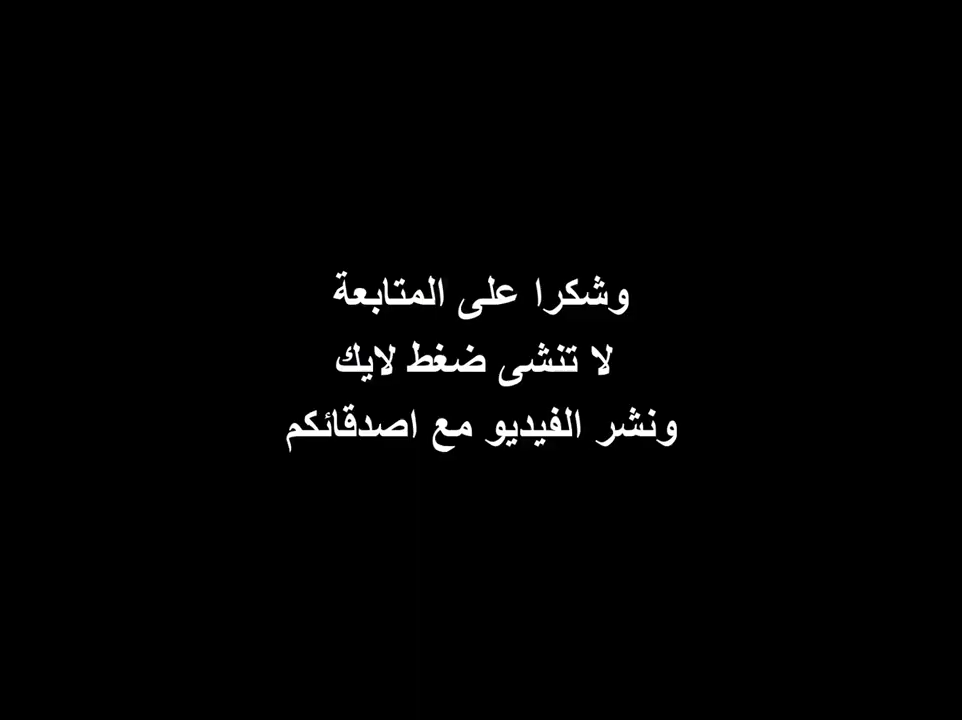 وشكرا على المتابعة
لا تنشى ضغط لايك
ونشر الفيديو مع اصدقائكم